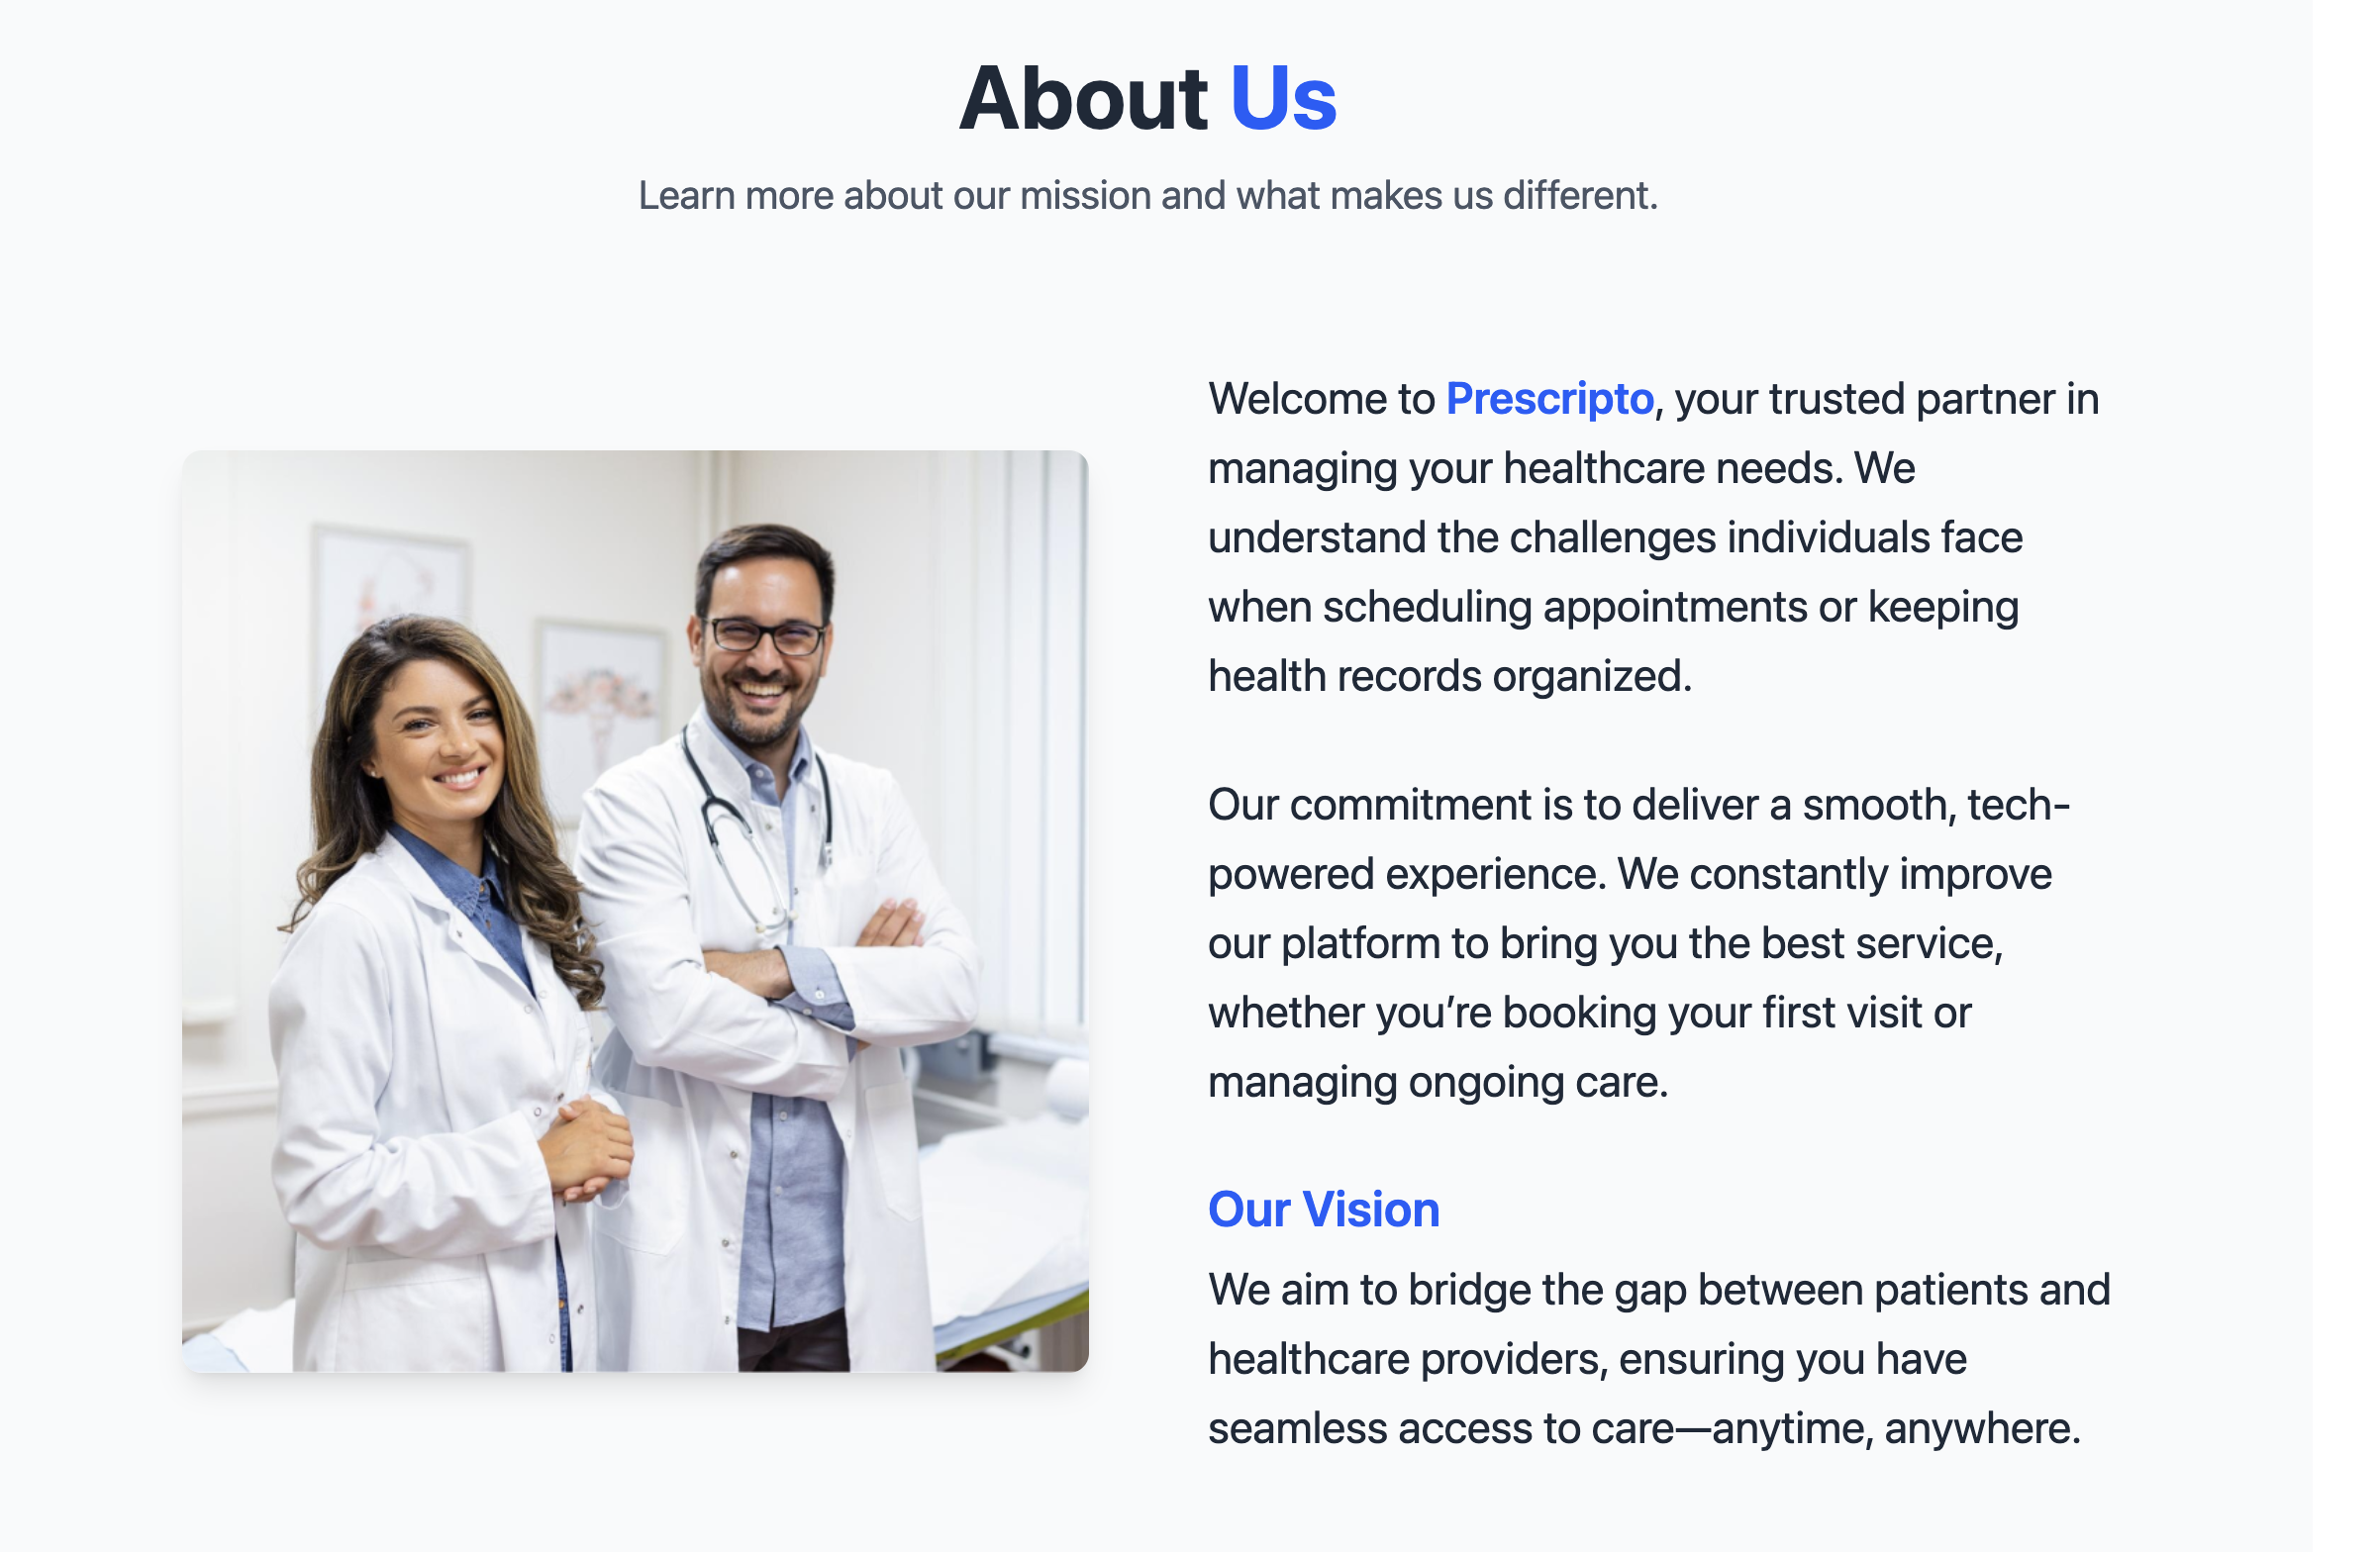 About Us
Learn more about our mission and what makes us different.
Welcome to Prescripto, your trusted partner in
managing your healthcare needs. We
understand the challenges individuals face
when scheduling appointments or keeping
health records organized.
Our commitment is to deliver a smooth, tech-
powered experience. We constantly improve
our platform to bring you the best service,
whether you’re booking your first visit or
managing ongoing care.
Our Vision
We aim to bridge the gap between patients and
healthcare providers, ensuring you have
seamless access to care—anytime, anywhere.